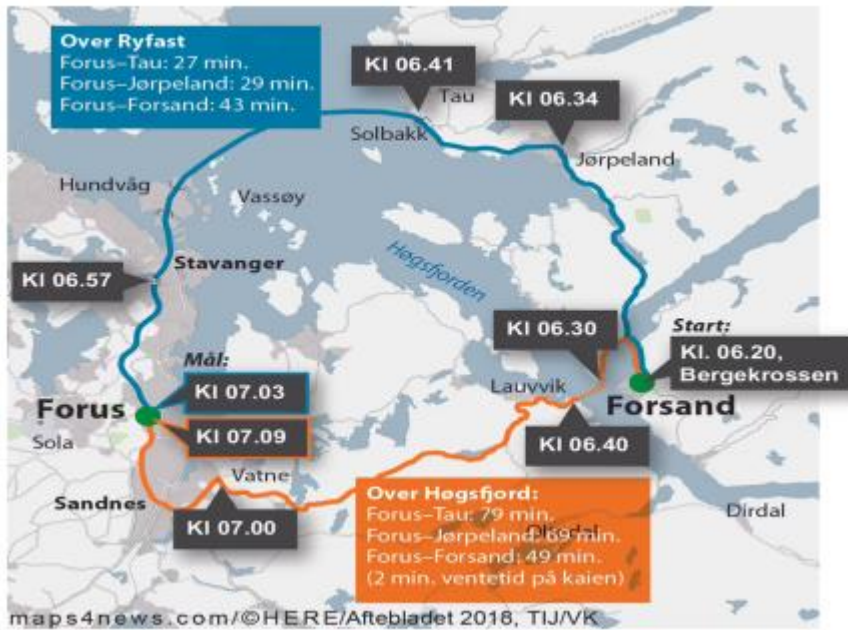 Over Ryfast
Forus–Tau: 27 min.
Forus–Jørpeland: 29 min.
Forus–Forsand: 43 min.
Kl 06.41
Tau
Kl 06.34
Solbakk
Jørpeland
Hundvåg
Vassøy
Stavanger
Kl 06.57
Høgsfjorden
Kl 06.30
Start:
Kl. 06.20,
Bergekrossen
Mål:
Kl 07.03
Lauvvik
Forsand
Forus
Kl 07.09
Sola
Kl 06.40
Vatne
Sandnes
Kl 07.00
Over Høgsfjord:
Forus–Tau: 79 min.
Forus–Jørpeland: 69 min.
Forus–Forsand: 49 min.
(2 min. ventetid på kaien)
Dirdal
maps4news.com/©HERE/Aftebladet 2018, TIJ/VK